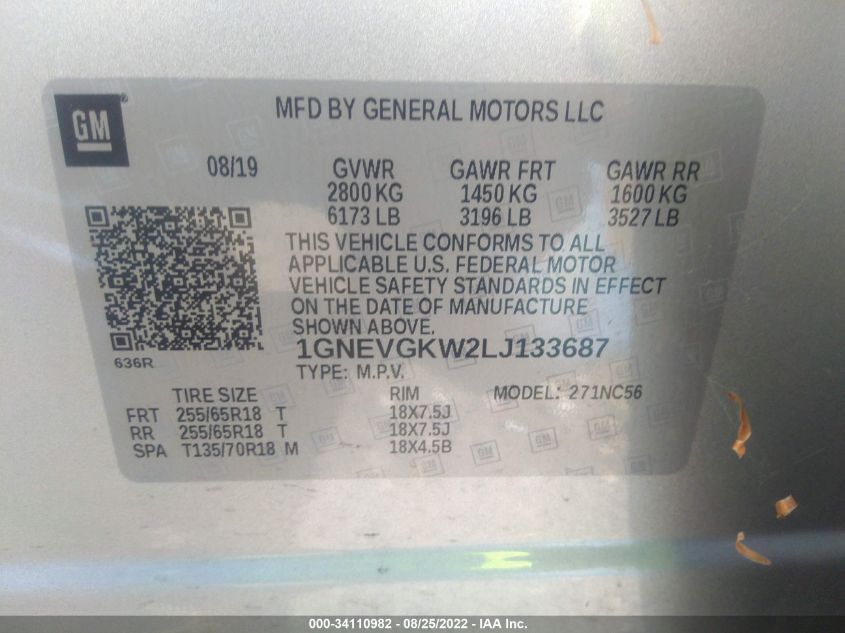 GM
MFD BY GENERAL MOTORS LLC
08/19 GVWR GAWR FRT GAWR RR
2800 KG 1450 KG 1600 KG
6173 LB 3196 LB 3527 LB
THIS VEHICLE CONFORMS TO ALL
APPLICABLE U.S. FEDERAL MOTOR
VEHICLE SAFETY STANDARDS IN EFFECT
ON THE DATE OF MANUFACTURE
SHOWN ABOVE.
1GNEVGKW2LJ133687
636R
TYPE: M.P.V.
TIRE SIZE RIM MODEL: 271NC56
FRT 255/65R18 T 18X7.5J
RR 255/65R18 T 18X7.5J
SPA T135/70R18 M 18X4.5B
000-34110982 - 08/25/2022 - IAA Inc.